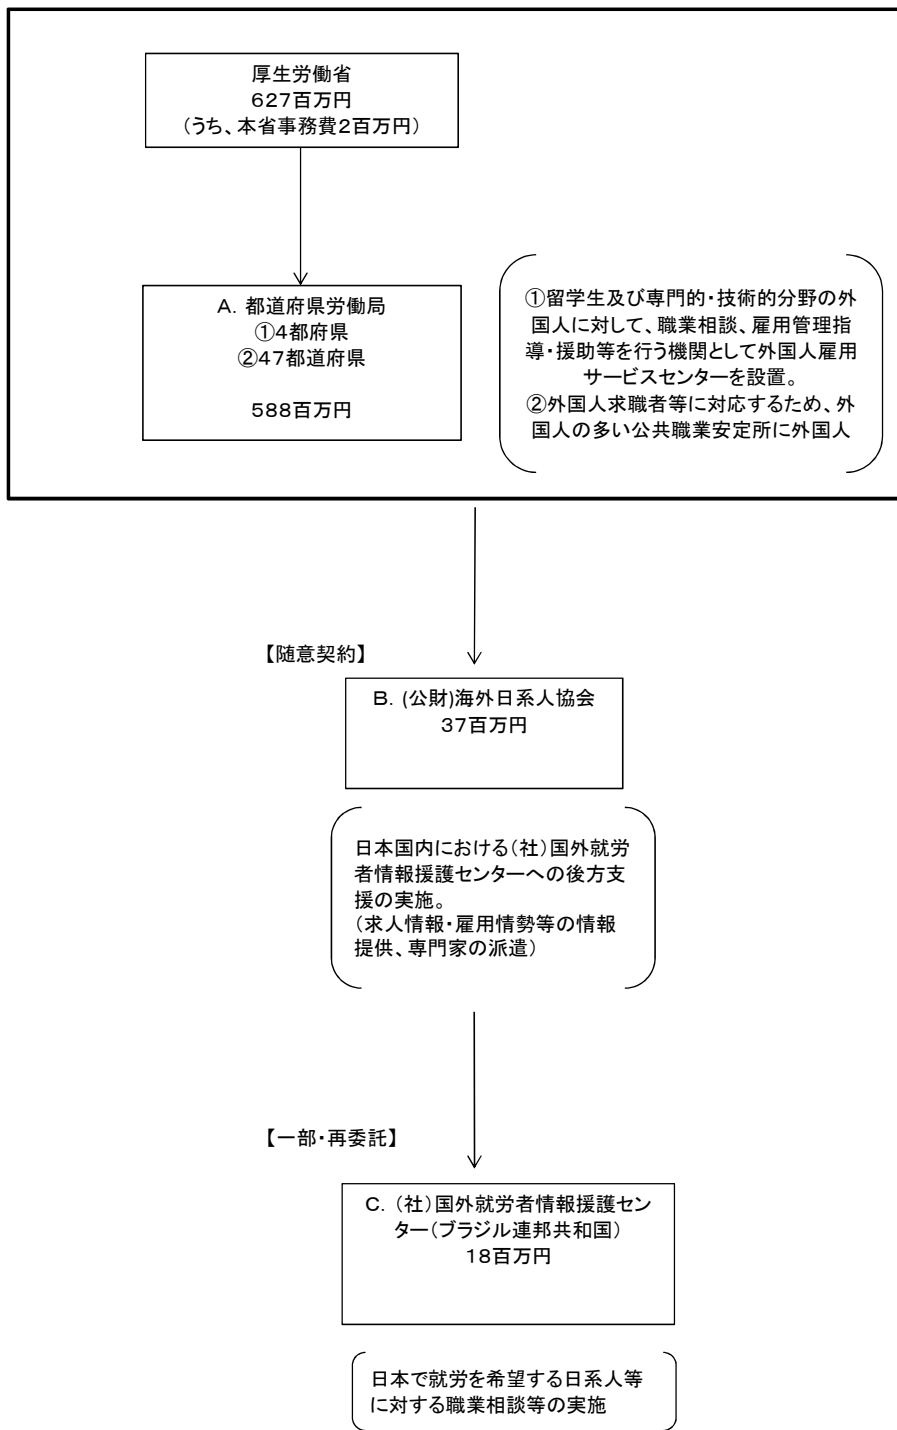 厚生労働省
627百万円
(うち、本省事務費2百万円)
A．都道府県労働局
①4都府県
②47都道府県
588百万円
①留学生及び専門的・技術的分野の外
国人に対して、職業相談、雇用管理指
導・援助等を行う機関として外国人雇用
サービスセンターを設置。
②外国人求職者等に対応するため、外
国人の多い公共職業安定所に外国人
【随意契約】
B．(公財)海外日系人協会
37百万円
日本国内における(社)国外就労
者情報援護センターへの後方支
援の実施。
(求人情報・雇用情勢等の情報
提供、専門家の派遣)
【一部・再委託】
C．(社)国外就労者情報援護セン
ター(ブラジル連邦共和国)
18百万円
日本で就労を希望する日系人等
に対する職業相談等の実施